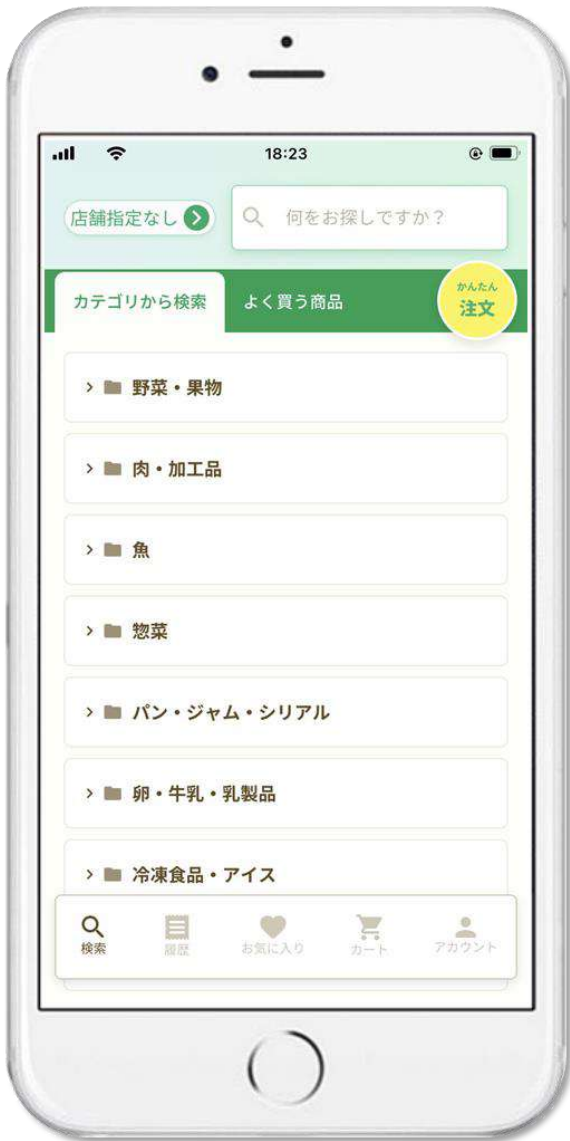 18:23
店舗指定なし
何をお探しですか？
カテゴリから検索
よく買う商品
かんたん
注文
野菜・果物
肉・加工品
魚
惣菜
パン・ジャム・シリアル
卵・牛乳・乳製品
冷凍食品・アイス
検索
履歴
お気に入り
カート
アカウント